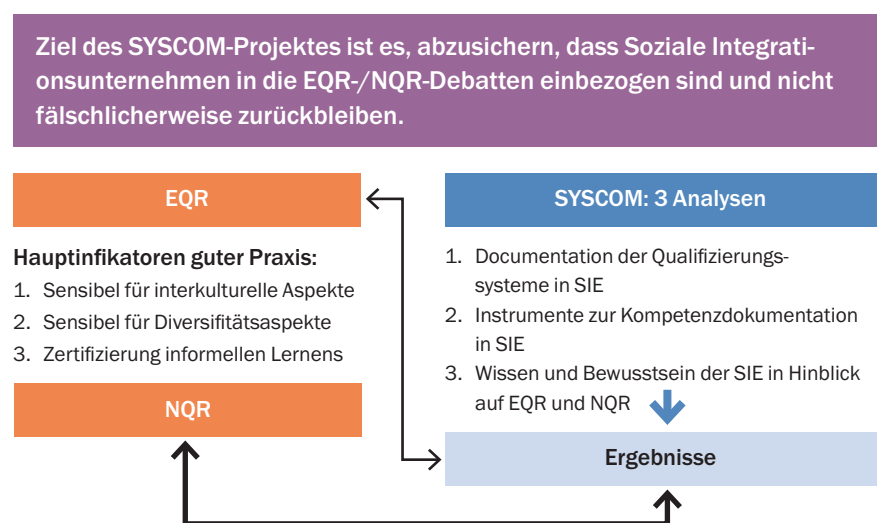 Ziel des SYSCOM-Projektes ist es, abzusichern, dass Soziale Integrati-
onsunternehmen in die EQR-/NQR-Debatten einbezogen sind und nicht
fälschlicherweise zurückbleiben.
EQR
Hauptinfikatoren guter Praxis:
1. Sensibel für interkulturelle Aspekte
2. Sensibel für Diversifitätsaspekte
3. Zertifizierung informellen Lernens
NQR
SYSCOM: 3 Analysen
1. Documentation der Qualifizierungs-
systeme in SIE
2. Instrumente zur Kompetenzdokumentation
in SIE
3. Wissen und Bewusstsein der SIE in Hinblick
auf EQR und NQR
Ergebnisse